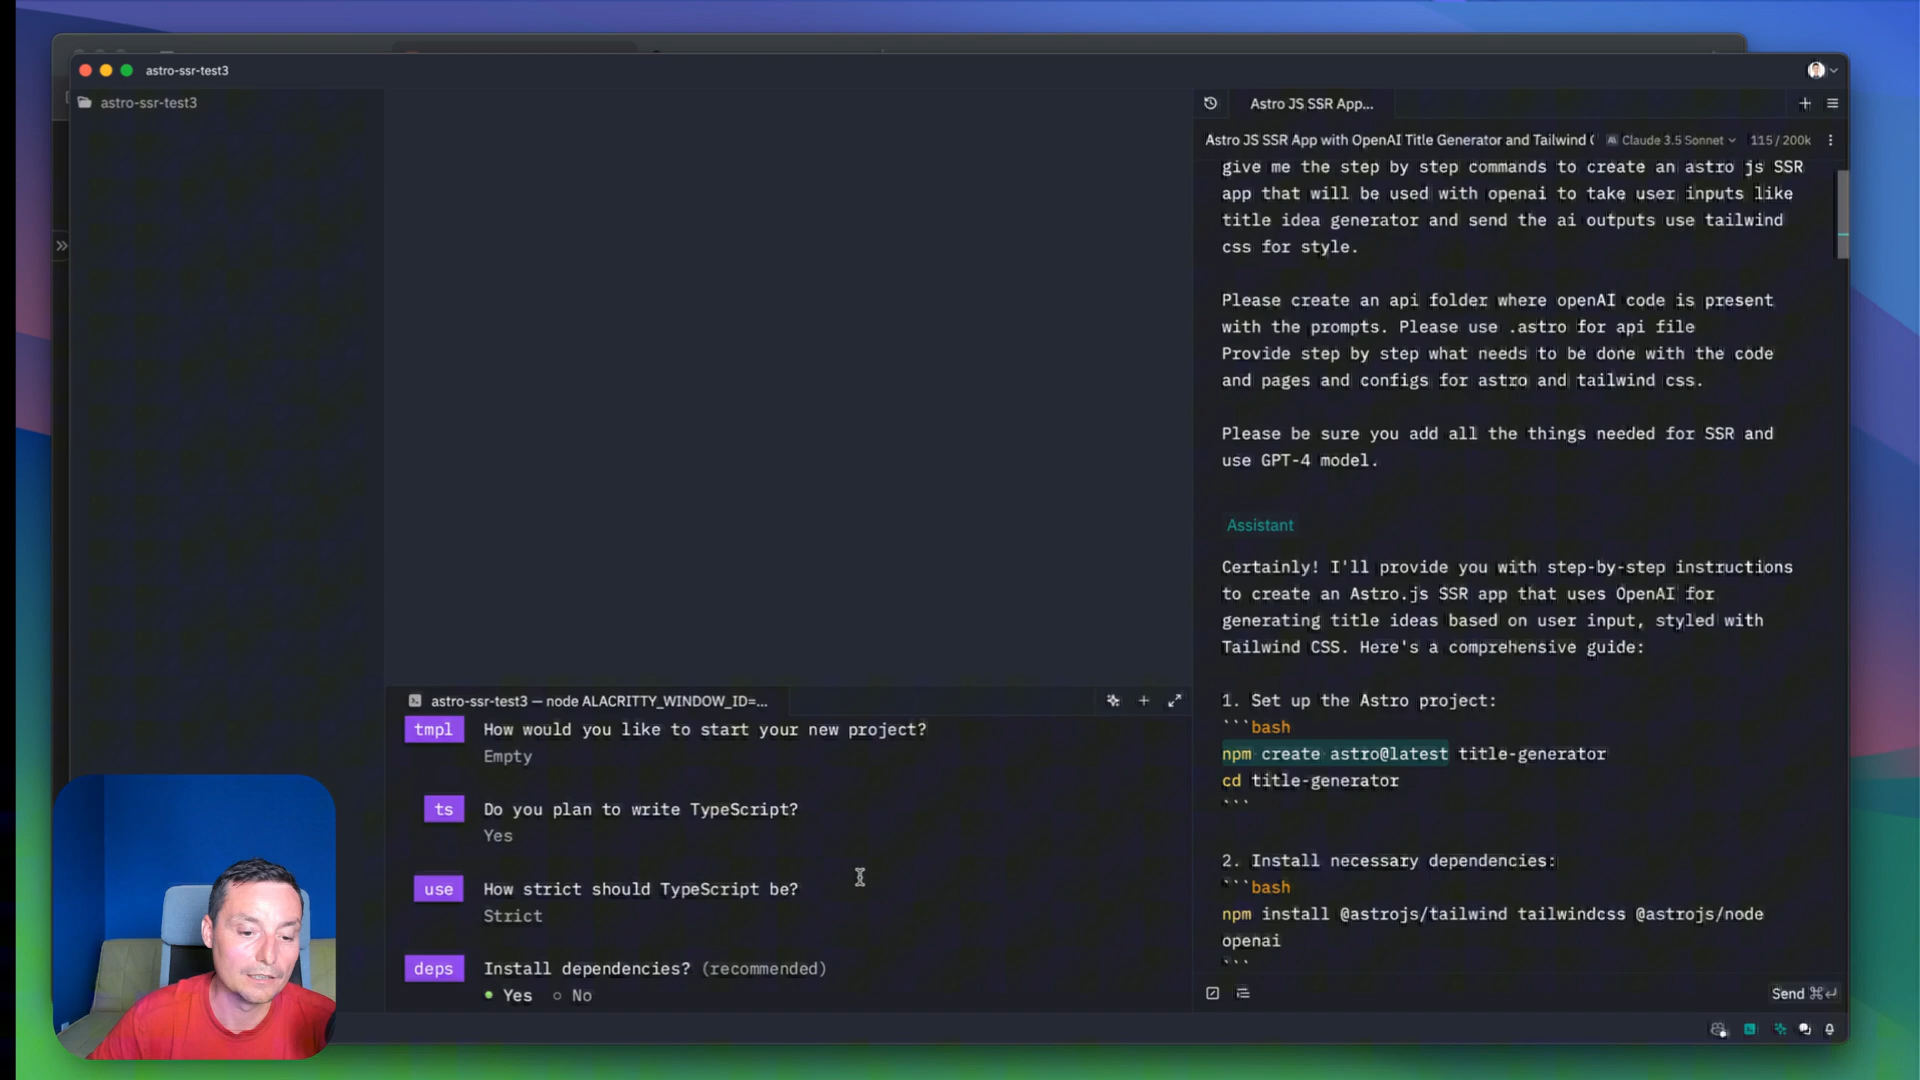 astro-ssr-test3
astro-ssr-test3
Astro JS SSR App...
Astro JS SSR App with OpenAI Title Generator and Tailwind
Claude 3.5 Sonnet
115/200k
give me the step by step commands to create an astro js SSR
app that will be used with openai to take user inputs like
title idea generator and send the ai outputs use tailwind
css for style.
Please create an api folder where openAI code is present
with the prompts. Please use .astro for api file
Provide step by step what needs to be done with the code
and pages and configs for astro and tailwind css.
Please be sure you add all the things needed for SSR and
use GPT-4 model.
Assistant
Certainly! I'll provide you with step-by-step instructions
to create an Astro.js SSR app that uses OpenAI for
generating title ideas based on user input, styled with
Tailwind CSS. Here's a comprehensive guide:
1. Set up the Astro project:
```bash
npm create astro@latest title-generator
cd title-generator
```
2. Install necessary dependencies:
```bash
npm install @astrojs/tailwind tailwindcss @astrojs/node
openai
```
Send ⌘↵
astro-ssr-test3 — node ALACRITTY_WINDOW_ID=...
tmpl How would you like to start your new project?
Empty
ts Do you plan to write TypeScript?
Yes
use How strict should TypeScript be?
Strict
deps Install dependencies? (recommended)
● Yes ○ No